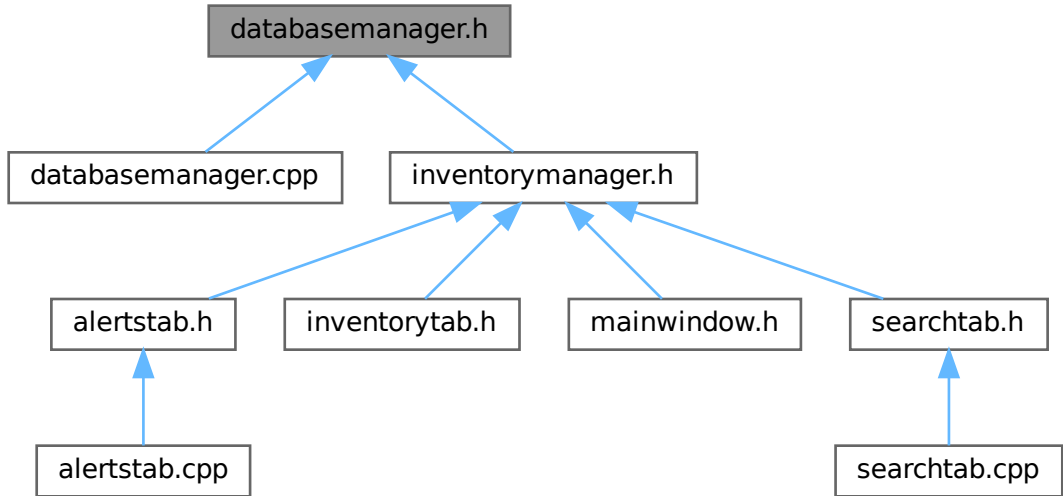 databasemanager.h
databasemanager.cpp
inventorymanager.h
alertstab.h
inventorytab.h
mainwindow.h
searchtab.h
alertstab.cpp
searchtab.cpp